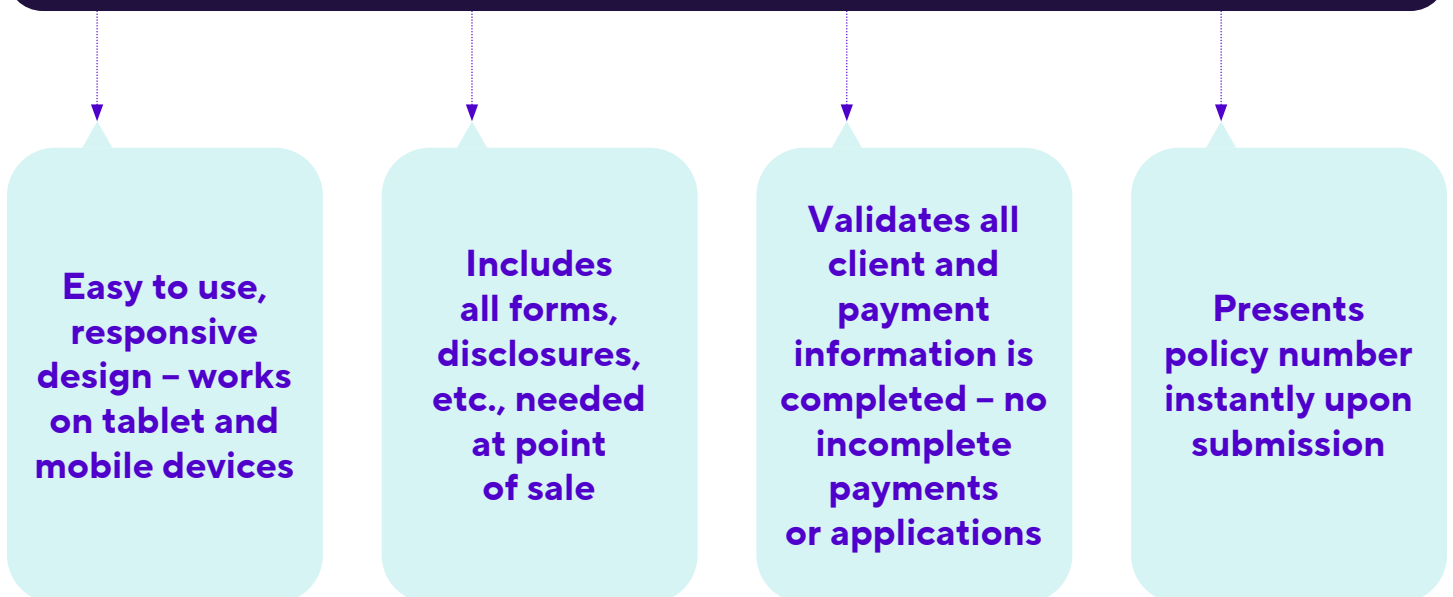 Easy to use,
responsive
design – works
on tablet and
mobile devices
Includes
all forms,
disclosures,
etc., needed
at point
of sale
Validates all
client and
payment
information is
completed – no
incomplete
payments
or applications
Presents
policy number
instantly upon
submission